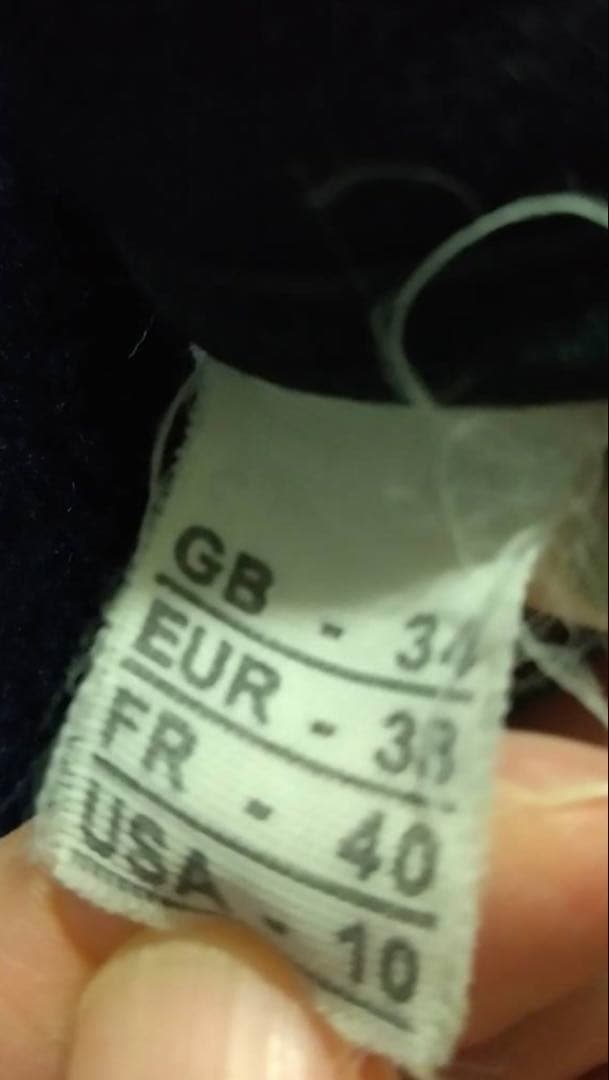 GB - 34
EUR - 38
FR - 40
USA - 10